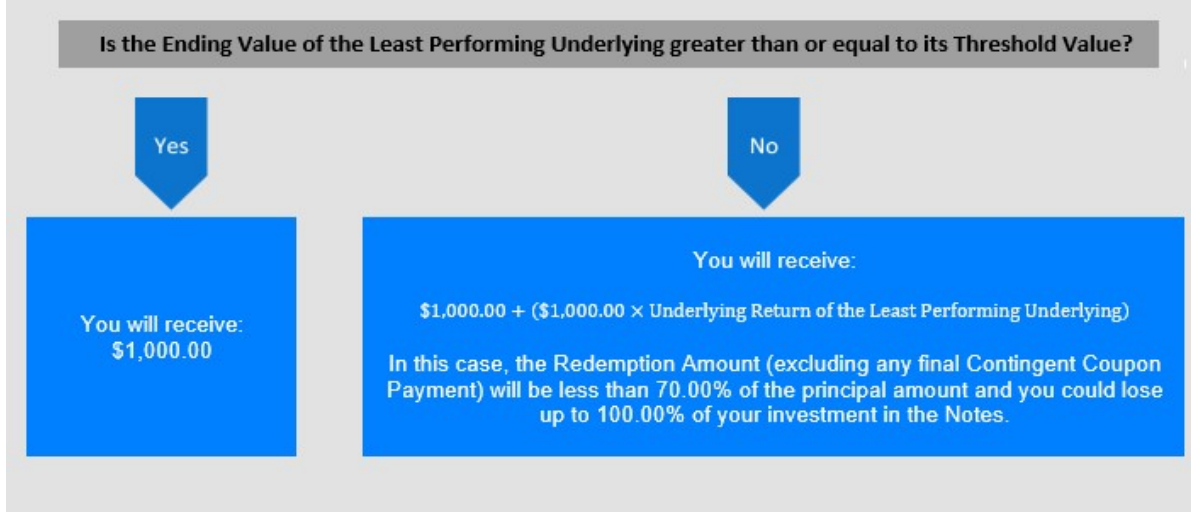 Is the Ending Value of the Least Performing Underlying greater than or equal to its Threshold Value?
Yes
No
You will receive:
$1,000.00
You will receive:
$1,000.00 + ($1,000.00 × Underlying Return of the Least Performing Underlying)
In this case, the Redemption Amount (excluding any final Contingent Coupon
Payment) will be less than 70.00% of the principal amount and you could lose
up to 100.00% of your investment in the Notes.